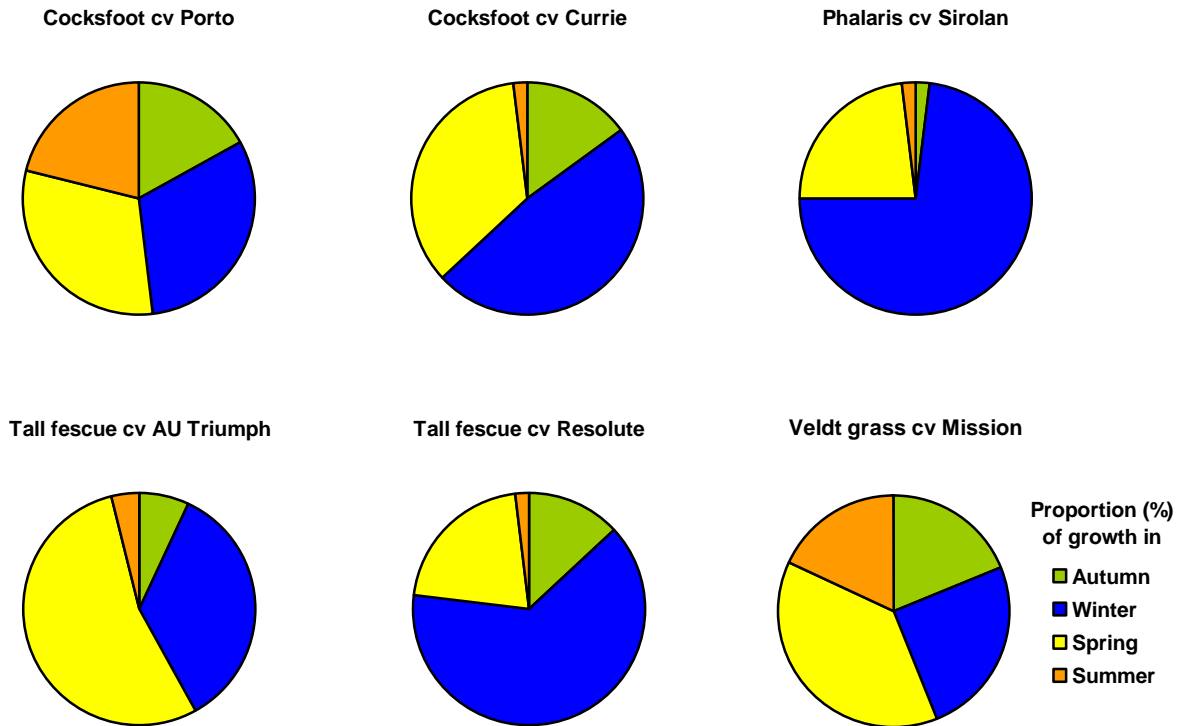 Cocksfoot cv Porto
Cocksfoot cv Currie
Phalaris cv Sirolan
Tall fescue cv AU Triumph
Tall fescue cv Resolute
Veldt grass cv Mission
Proportion (%)
of growth in
Autumn
Winter
Spring
Summer